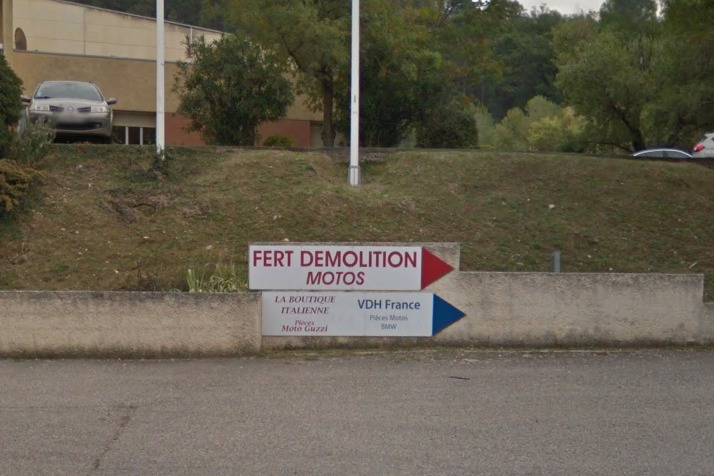 FERT DEMOLITION
MOTOS
LA BOUTIQUE
ITALIENNE
Pièces
Moto Guzzi
VDH France
Pièces Motos
BMW